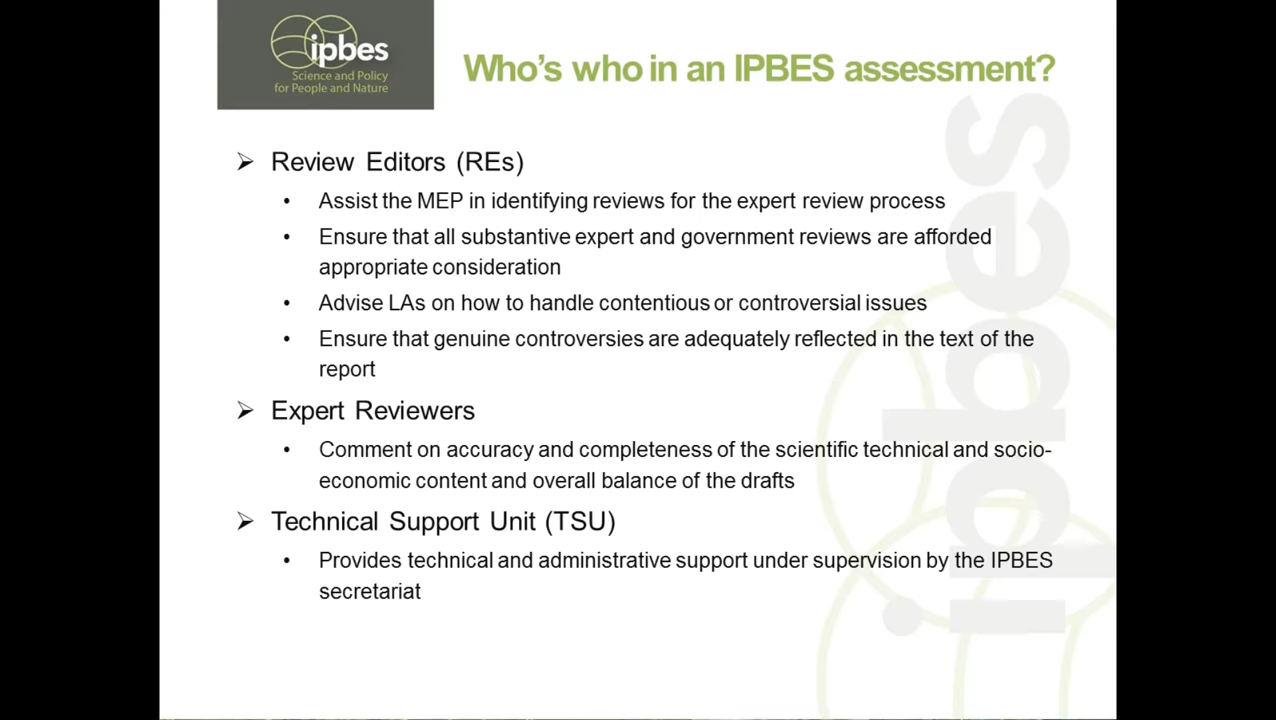 ipbes
Science and Policy
for People and Nature
Who's who in an IPBES assessment?
➢ Review Editors (REs)
• Assist the MEP in identifying reviews for the expert review process
• Ensure that all substantive expert and government reviews are afforded
appropriate consideration
• Advise LAs on how to handle contentious or controversial issues
• Ensure that genuine controversies are adequately reflected in the text of the
report
➢ Expert Reviewers
• Comment on accuracy and completeness of the scientific technical and socio-
economic content and overall balance of the drafts
➢ Technical Support Unit (TSU)
• Provides technical and administrative support under supervision by the IPBES
secretariat
ipbes